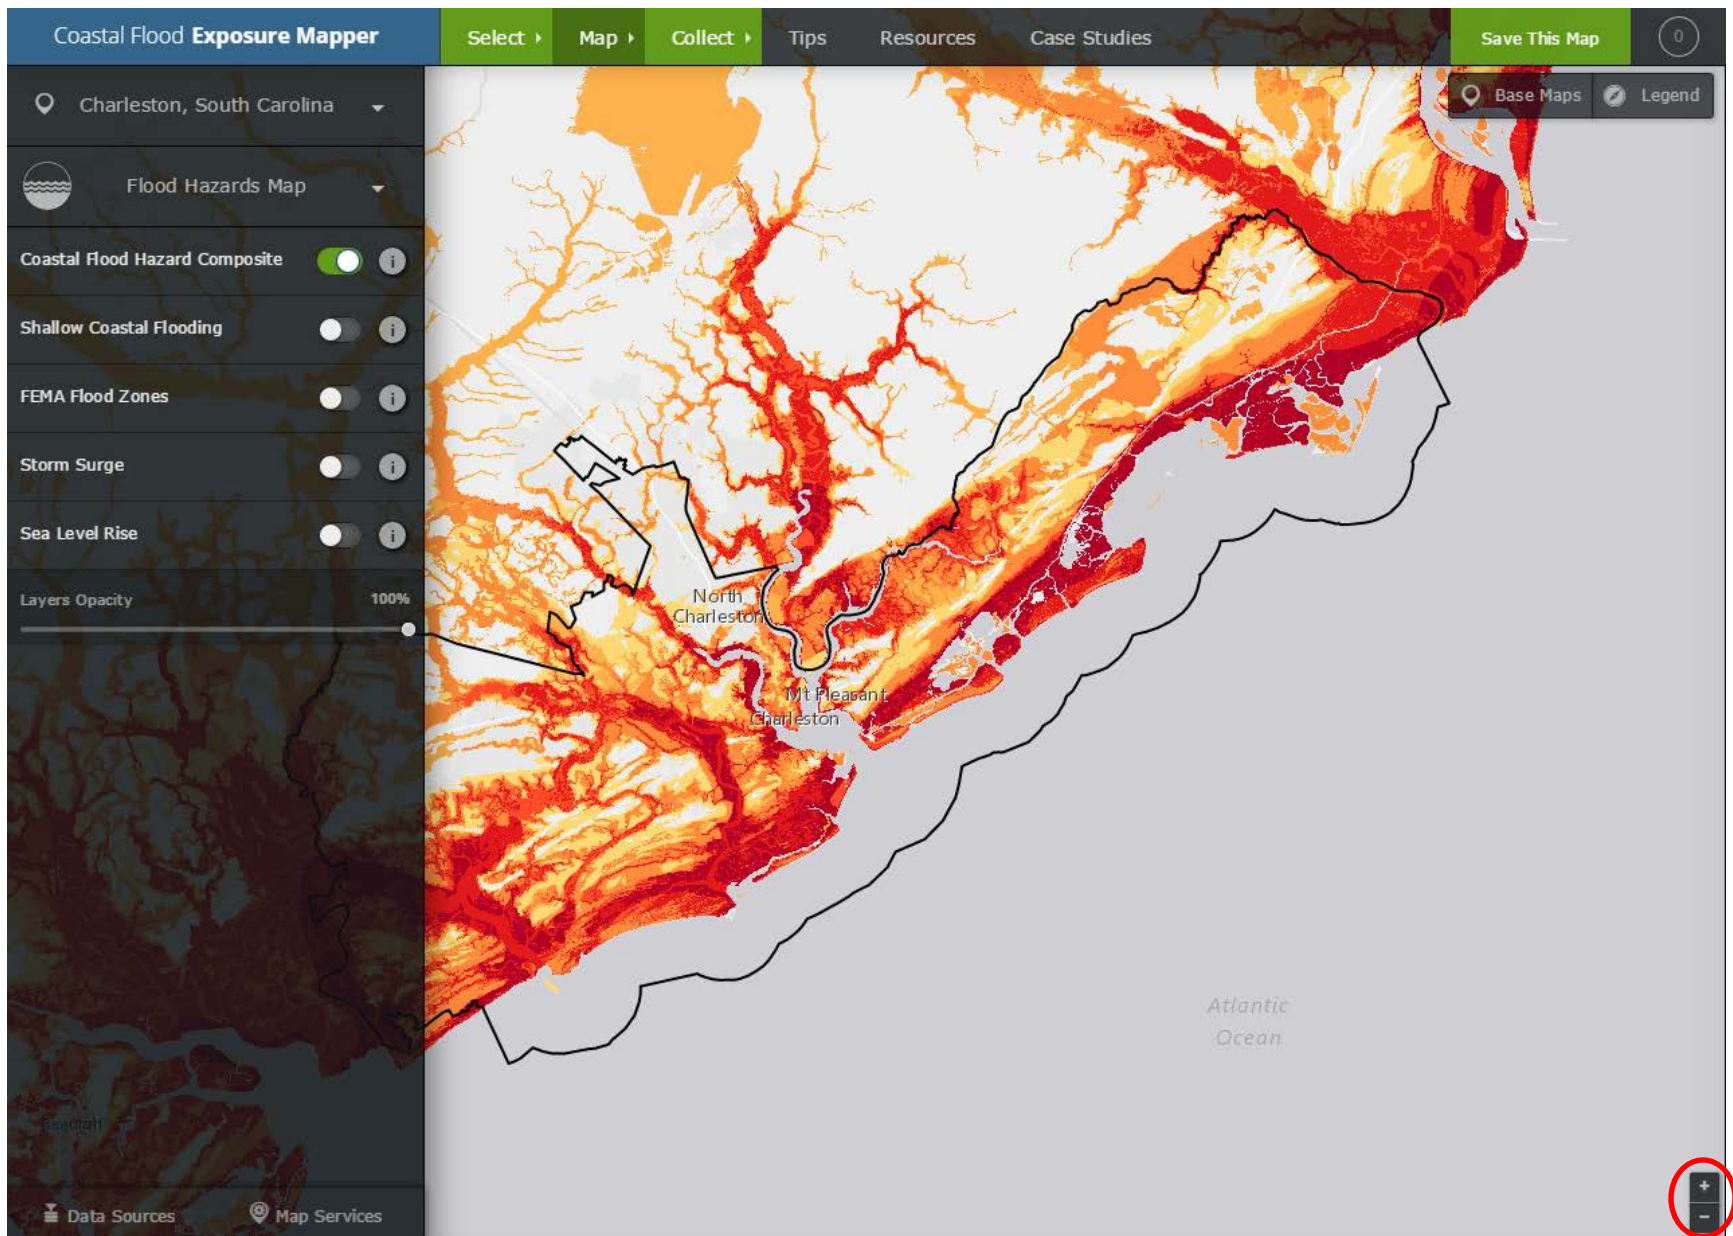 Coastal Flood Exposure Mapper
Select
Map
Collect
Tips
Resources
Case Studies
Save This Map
0
Charleston, South Carolina
Base Maps
Legend
Flood Hazards Map
Coastal Flood Hazard Composite
i
Shallow Coastal Flooding
i
FEMA Flood Zones
i
Storm Surge
i
Sea Level Rise
i
Layers Opacity
100%
North
Charleston
Mt Pleasant
Charleston
Atlantic
Ocean
Beaufort
Data Sources
Map Services
+
−